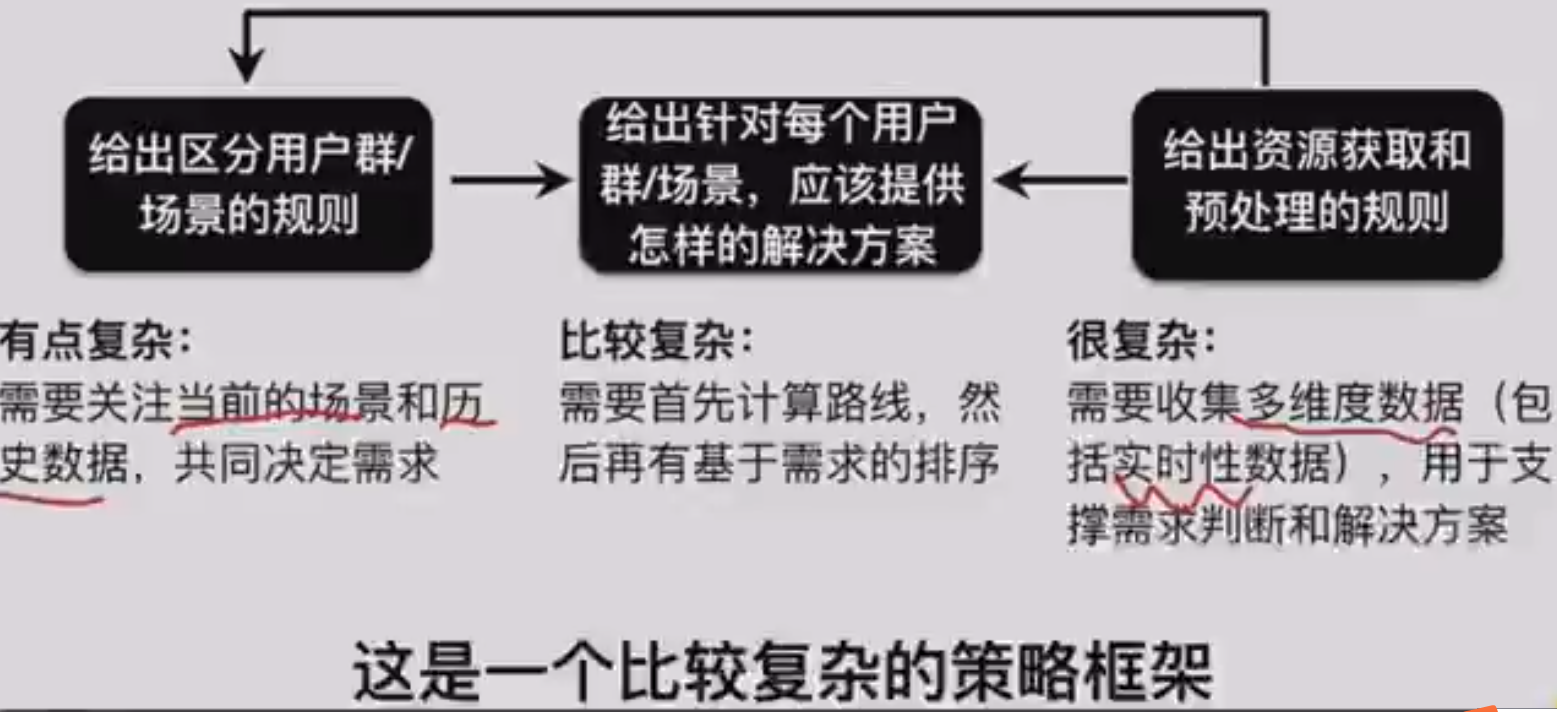 给出区分用户群/
场景的规则
给出针对每个用户
群/场景，应该提供
怎样的解决方案
给出资源获取和
预处理的规则
有点复杂：
需要关注当前的场景和历
史数据，共同决定需求
比较复杂：
需要首先计算路线，然
后再有基于需求的排序
很复杂：
需要收集多维度数据（包
括实时性数据），用于支
撑需求判断和解决方案
这是一个比较复杂的策略框架